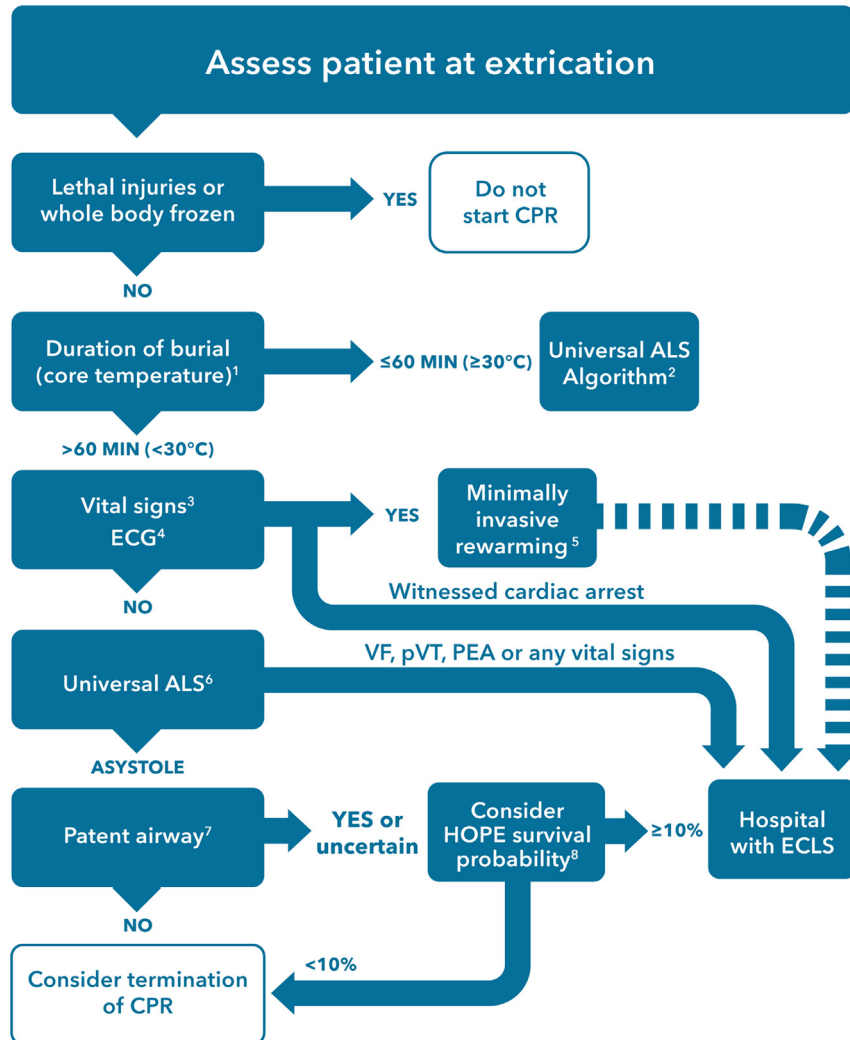 Assess patient at extrication
Lethal injuries or
whole body frozen
YES
Do not
start CPR
NO
Duration of burial
(core temperature)¹
≤60 MIN (≥30°C)
Universal ALS
Algorithm²
>60 MIN (<30°C)
Vital signs³
ECG⁴
YES
Minimally
invasive
rewarming⁵
Witnessed cardiac arrest
NO
VF, pVT, PEA or any vital signs
Universal ALS⁶
ASYSTOLE
Patent airway⁷
YES or
uncertain
Consider
HOPE survival
probability⁸
≥10%
Hospital
with ECLS
NO
<10%
Consider termination
of CPR